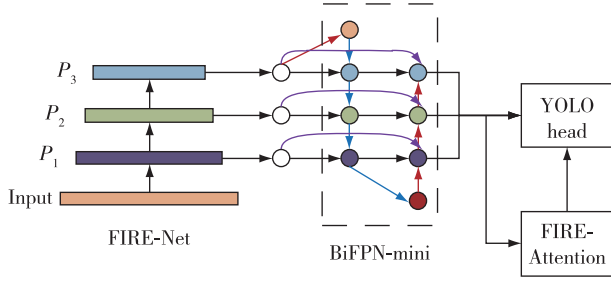 P3
P2
P1
Input
FIRE-Net
BiFPN-mini
YOLO
head
FIRE-
Attention